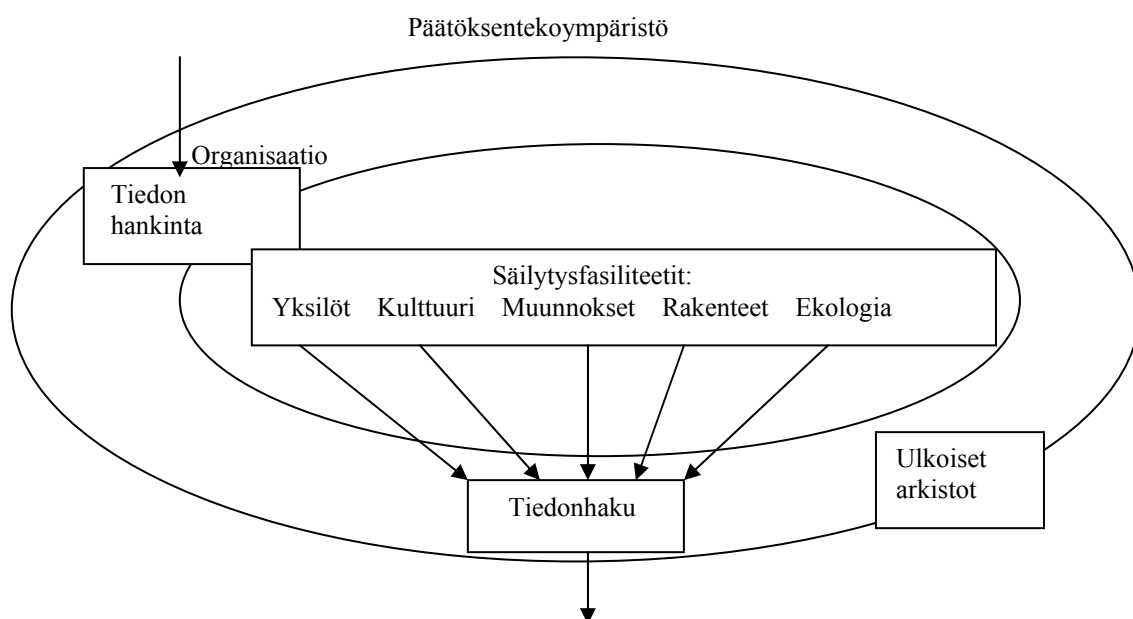 Päätöksentekoympäristö
Organisaatio
Tiedon
hankinta
Säilytysfasiliteetit:
Yksilöt Kulttuuri Muunnokset Rakenteet Ekologia
Ulkoiset
arkistot
Tiedonhaku